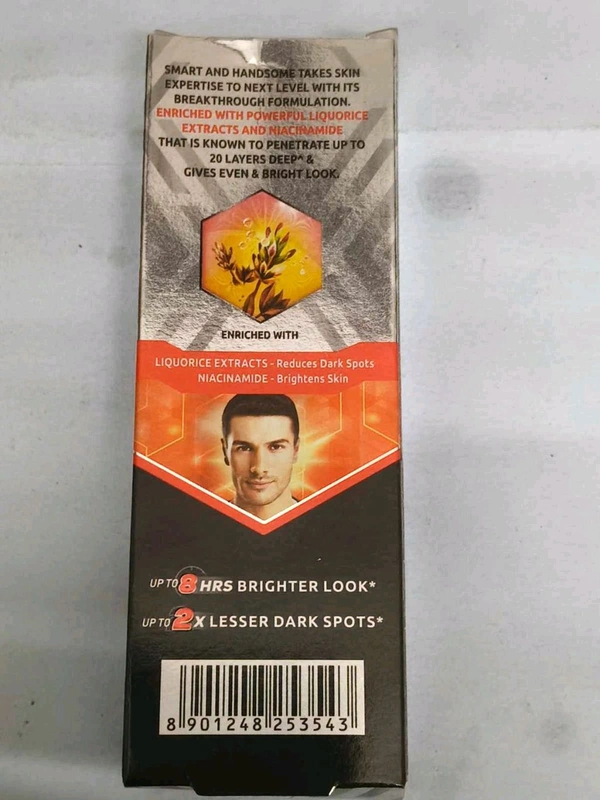 SMART AND HANDSOME TAKES SKIN
EXPERTISE TO NEXT LEVEL WITH ITS
BREAKTHROUGH FORMULATION.
ENRICHED WITH POWERFUL LIQUORICE
EXTRACTS AND NIACINAMIDE
THAT IS KNOWN TO PENETRATE UP TO
20 LAYERS DEEP^ &
GIVES EVEN & BRIGHT LOOK.
ENRICHED WITH
LIQUORICE EXTRACTS - Reduces Dark Spots
NIACINAMIDE - Brightens Skin
UP TO 8 HRS BRIGHTER LOOK*
UP TO 2X LESSER DARK SPOTS*
8 901248 253543